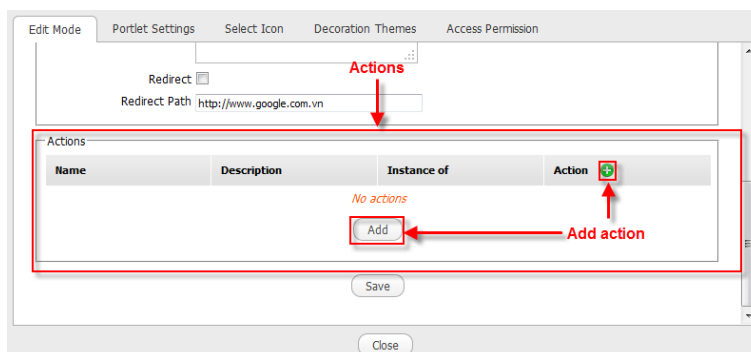 Edit Mode Portlet Settings Select Icon Decoration Themes Access Permission
Actions
Redirect
Redirect Path http://www.google.com.vn
Actions
Name Description Instance of Action
No actions
Add
Add action
Save
Close